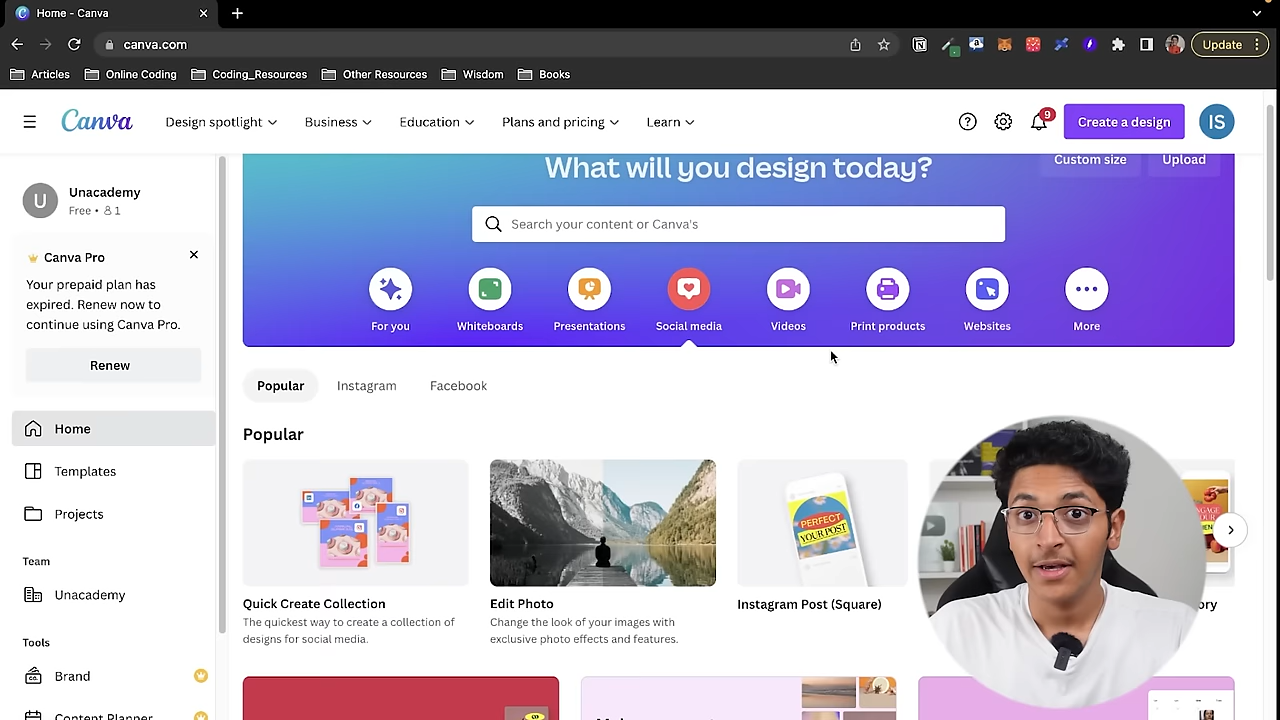 Home - Canva
canva.com
Update
Articles
Online Coding
Coding_Resources
Other Resources
Wisdom
Books
Canva
Design spotlight
Business
Education
Plans and pricing
Learn
9
Create a design
IS
U
Unacademy
Free • 1
What will you design today?
Custom size
Upload
Search your content or Canva's
Canva Pro
Your prepaid plan has
expired. Renew now to
continue using Canva Pro.
Renew
For you
Whiteboards
Presentations
Social media
Videos
Print products
Websites
More
Popular
Instagram
Facebook
Home
Templates
Projects
Team
Unacademy
Tools
Brand
Content Planner
Popular
PERFECT
YOUR POST
Quick Create Collection
The quickest way to create a collection of
designs for social media.
Edit Photo
Change the look of your images with
exclusive photo effects and features.
Instagram Post (Square)
ory